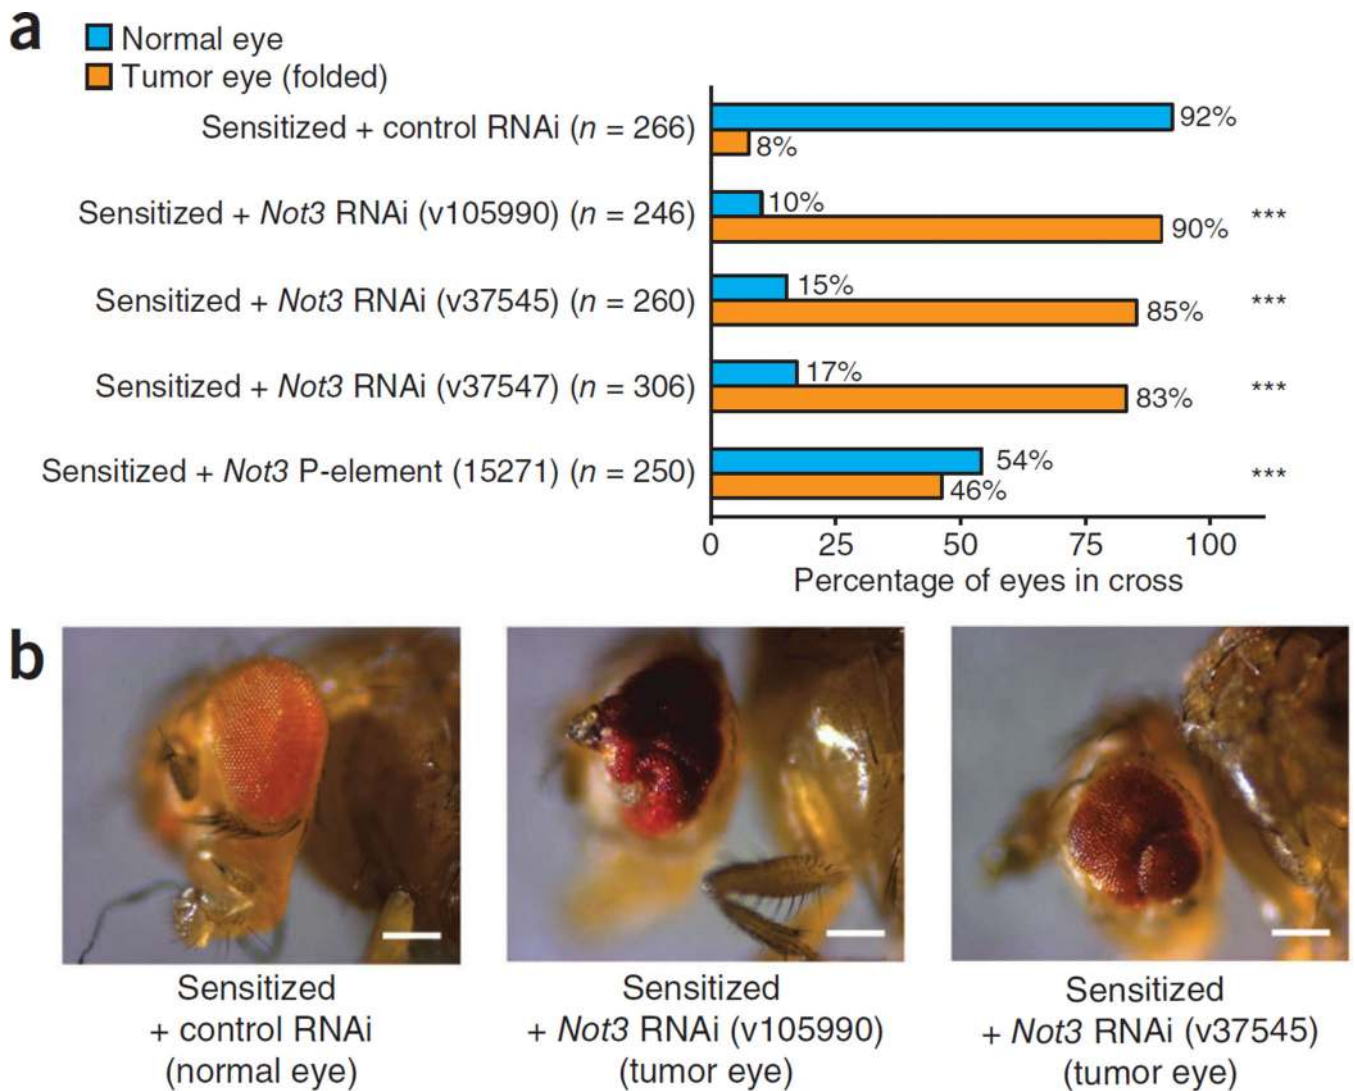 a
Normal eye
Tumor eye (folded)
Sensitized + control RNAi (n = 266)
92%
8%
Sensitized + Not3 RNAi (v105990) (n = 246)
10%
90%
***
Sensitized + Not3 RNAi (v37545) (n = 260)
15%
85%
***
Sensitized + Not3 RNAi (v37547) (n = 306)
17%
83%
***
Sensitized + Not3 P-element (15271) (n = 250)
54%
46%
***
0 25 50 75 100
Percentage of eyes in cross
b
Sensitized
+ control RNAi
(normal eye)
Sensitized
+ Not3 RNAi (v105990)
(tumor eye)
Sensitized
+ Not3 RNAi (v37545)
(tumor eye)